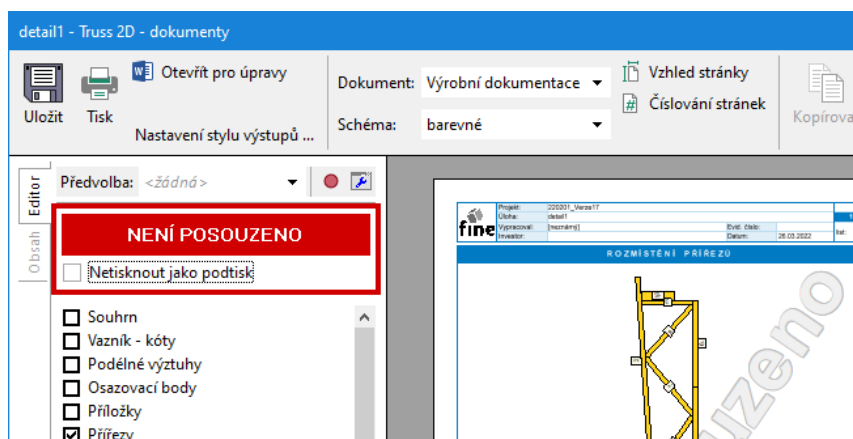 detail1 - Truss 2D - dokumenty
Uložit
Tisk
Otevřít pro úpravy
Nastavení stylu výstupů ...
Dokument: Výrobní dokumentace
Schéma: barevné
Vzhled stránky
Číslování stránek
Kopírova
Editor
Obsah
Předvolba: <žádná>
NENÍ POSOUZENO
Netisknout jako podtisk
Souhrn
Vazník - kóty
Podélné výztuhy
Osazovací body
Příložky
Přířezy
fine
Projekt: 220201_Verze17
Úloha: detail1
Vypracoval: [neznámý] Evid. číslo:
Investor: Datum: 26.03.2022
list:
ROZMÍSTĚNÍ PŘÍŘEZŮ
uzeno